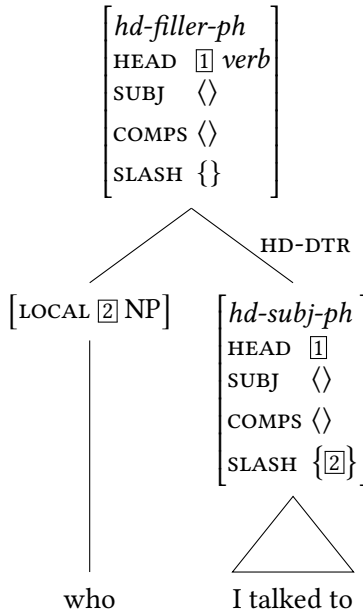 hd-filler-ph
HEAD 1 verb
SUBJ ⟨⟩
COMPS ⟨⟩
SLASH {}
HD-DTR
[LOCAL 2 NP]
hd-subj-ph
HEAD 1
SUBJ ⟨⟩
COMPS ⟨⟩
SLASH {2}
who
I talked to